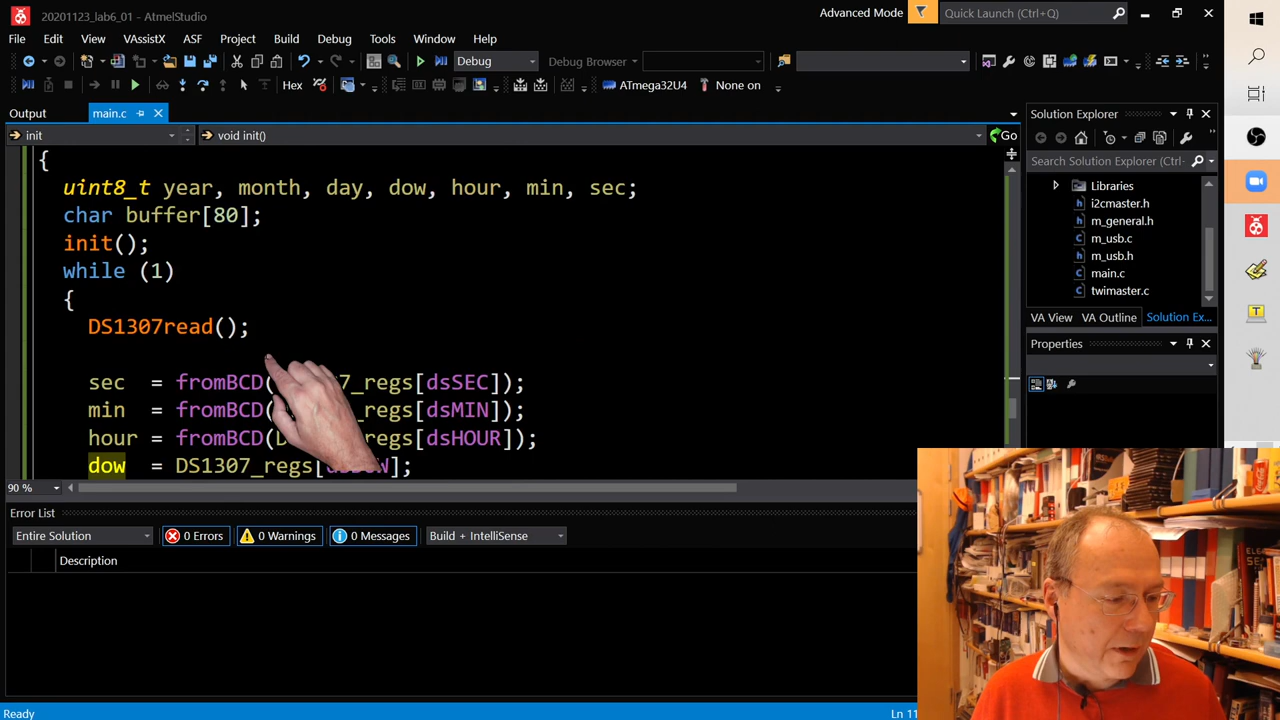 20201123_lab6_01 - AtmelStudio
Advanced Mode
Quick Launch (Ctrl+Q)
File Edit View VAssistX ASF Project Build Debug Tools Window Help
Debug
Debug Browser
Hex
ATmega32U4
None on
Output
main.c
init
void init()
Go
{
uint8_t year, month, day, dow, hour, min, sec;
char buffer[80];
init();
while (1)
{
DS1307read();
sec = fromBCD( 7_regs[dsSEC]);
min = fromBCD( _regs[dsMIN]);
hour = fromBCD(D regs[dsHOUR]);
dow = DS1307_regs[ ];
90 %
Error List
Entire Solution
0 Errors
0 Warnings
0 Messages
Build + IntelliSense
Description
Ready
Ln 11
Solution Explorer
Search Solution Explorer (Ctrl+
Libraries
i2cmaster.h
m_general.h
m_usb.c
m_usb.h
main.c
twimaster.c
VA View VA Outline Solution Ex...
Properties
T